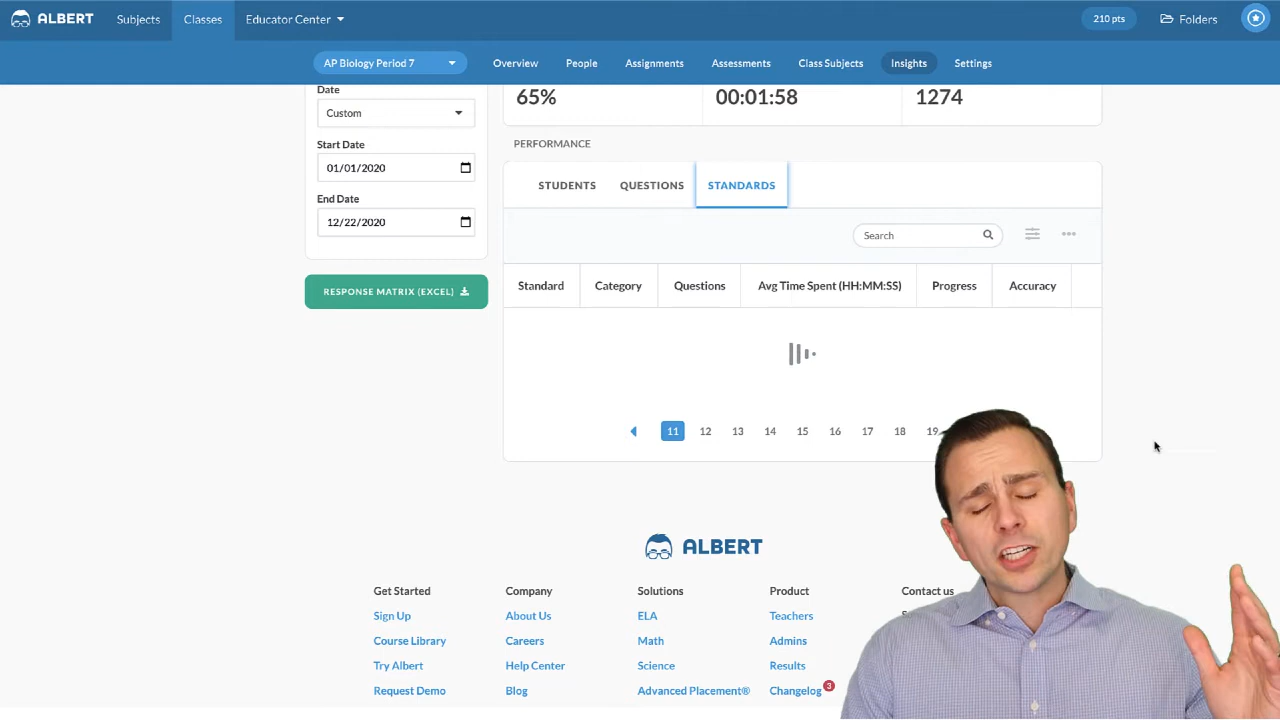 ALBERT Subjects Classes Educator Center 210 pts Folders
AP Biology Period 7 Overview People Assignments Assessments Class Subjects Insights Settings
Date
Custom
Start Date
01/01/2020
End Date
12/22/2020
RESPONSE MATRIX (EXCEL)
65% 00:01:58 1274
PERFORMANCE
STUDENTS QUESTIONS STANDARDS
Search
Standard Category Questions Avg Time Spent (HH:MM:SS) Progress Accuracy
11 12 13 14 15 16 17 18 19
ALBERT
Get Started Company Solutions Product Contact us
Sign Up About Us ELA Teachers
Course Library Careers Math Admins
Try Albert Help Center Science Results
Request Demo Blog Advanced Placement® Changelog 3